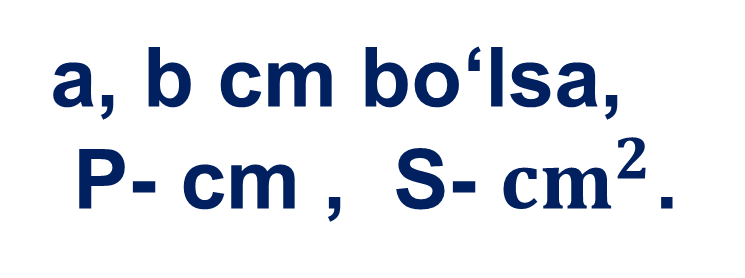 a, b cm bo‘lsa,
P- cm , S- cm².